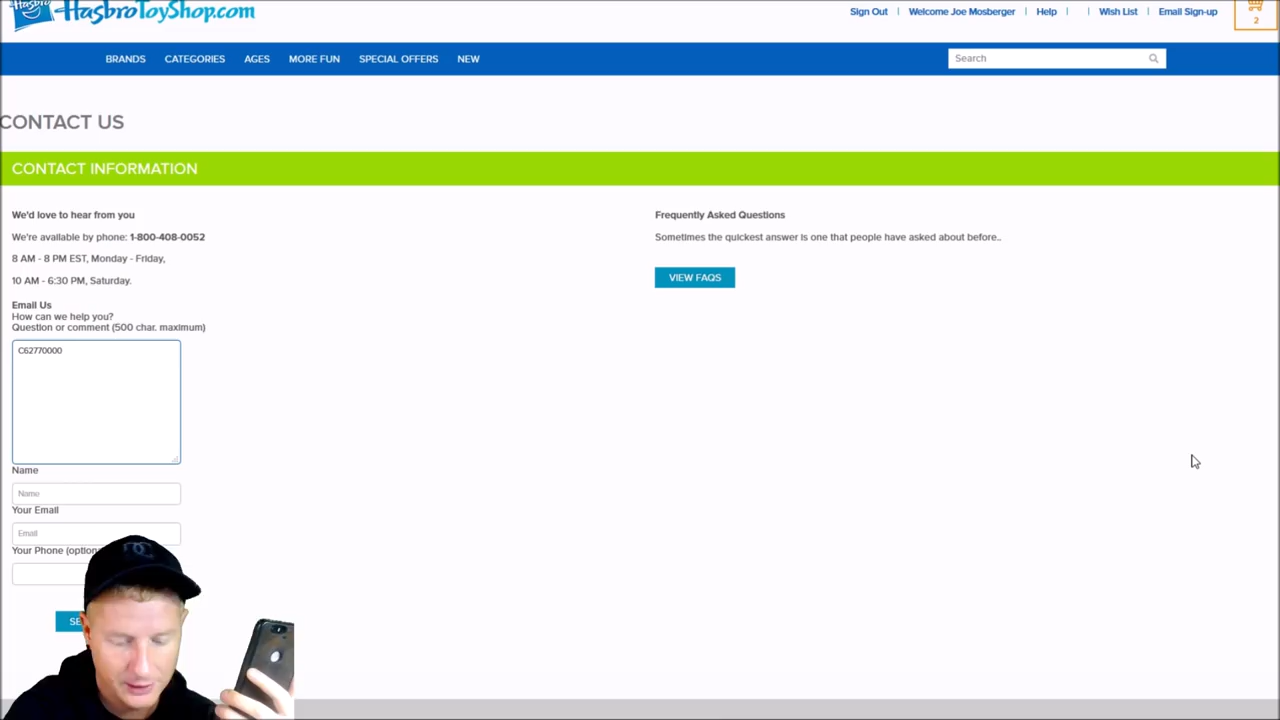 Hasbro
HasbroToyShop.com
Sign Out | Welcome Joe Mosberger | Help | | Wish List | Email Sign-up
2
BRANDS CATEGORIES AGES MORE FUN SPECIAL OFFERS NEW
Search
CONTACT US
CONTACT INFORMATION
We'd love to hear from you
We're available by phone: 1-800-408-0052
8 AM - 8 PM EST, Monday - Friday,
10 AM - 6:30 PM, Saturday.
Email Us
How can we help you?
Question or comment (500 char. maximum)
C62770000
Name
Name
Your Email
Email
Your Phone (option
SE
Frequently Asked Questions
Sometimes the quickest answer is one that people have asked about before..
VIEW FAQS